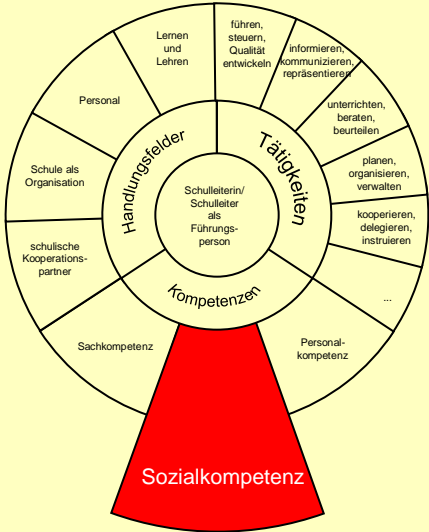 Lernen
und
Lehren
führen,
steuern,
Qualität
entwickeln
informieren,
kommunizieren,
repräsentieren
unterrichten,
beraten,
beurteilen
planen,
organisieren,
verwalten
kooperieren,
delegieren,
instruieren
...
Personal
Schule als
Organisation
schulische
Kooperations-
partner
Handlungsfelder
Tätigkeiten
Kompetenzen
Schulleiterin/
Schulleiter
als
Führungs-
person
Sachkompetenz
Personal-
kompetenz
Sozialkompetenz